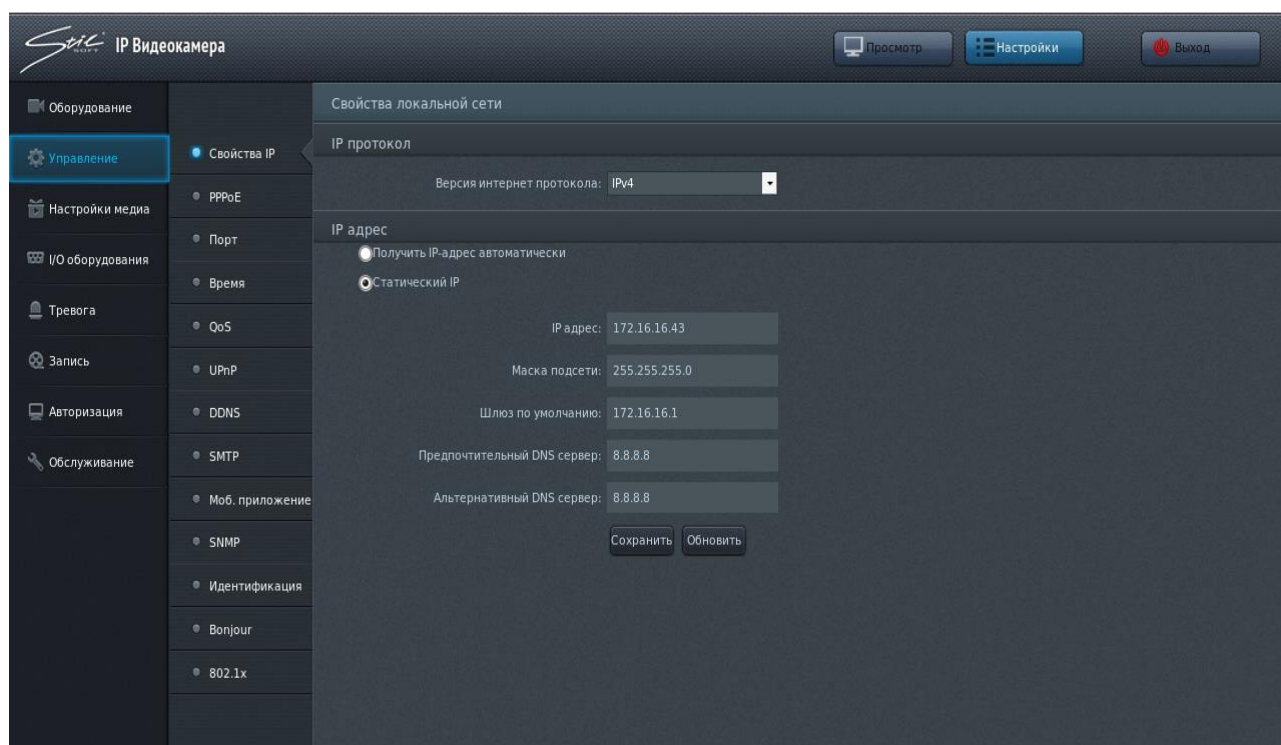 Stil SOFT IP Видеокамера
Просмотр
Настройки
Выход
Оборудование
Управление
Настройки медиа
I/O оборудования
Тревога
Запись
Авторизация
Обслуживание
Свойства IP
PPPoE
Порт
Время
QoS
UPnP
DDNS
SMTP
Моб. приложение
SNMP
Идентификация
Bonjour
802.1x
Свойства локальной сети
IP протокол
Версия интернет протокола: IPv4
IP адрес
Получить IP-адрес автоматически
Статический IP
IP адрес: 172.16.16.43
Маска подсети: 255.255.255.0
Шлюз по умолчанию: 172.16.16.1
Предпочтительный DNS сервер: 8.8.8.8
Альтернативный DNS сервер: 8.8.8.8
Сохранить Обновить